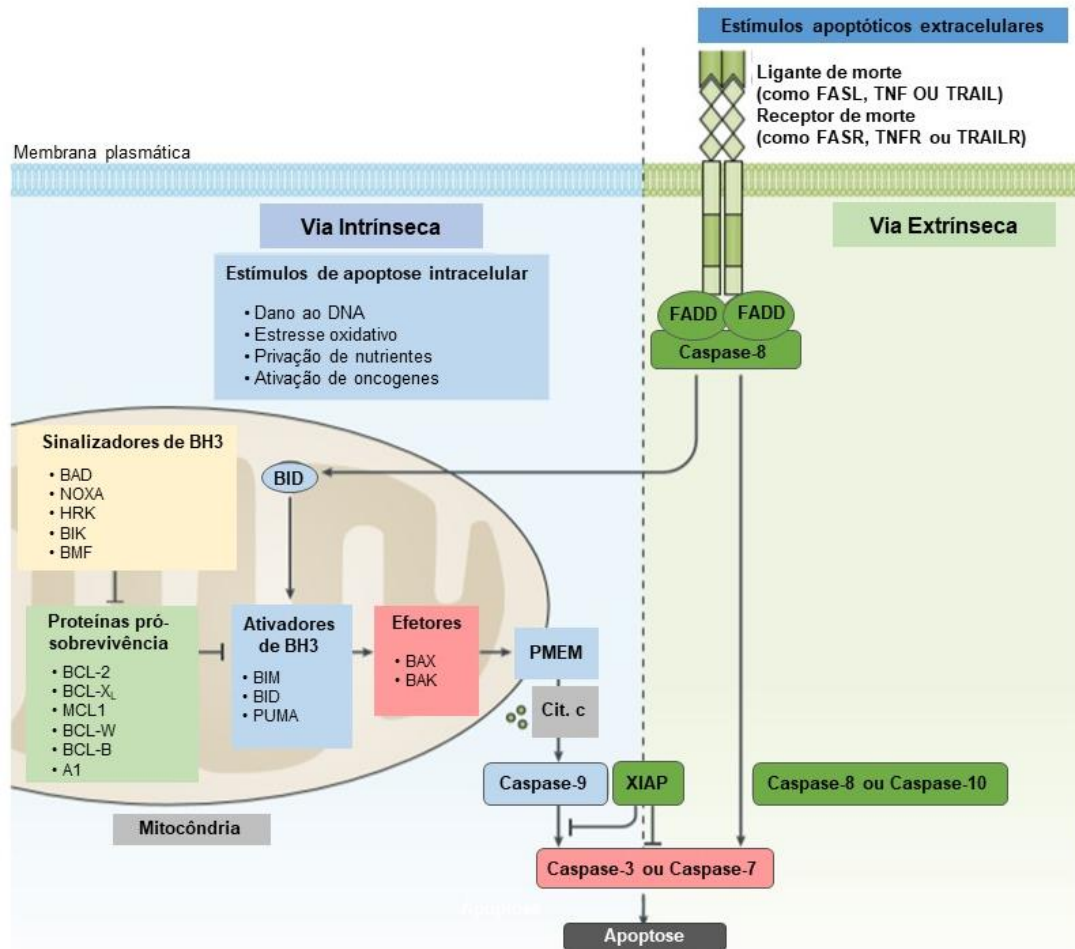 Estímulos apoptóticos extracelulares
Ligante de morte
(como FASL, TNF OU TRAIL)
Receptor de morte
(como FASR, TNFR ou TRAILR)
Membrana plasmática
Via Intrínseca
Via Extrínseca
Estímulos de apoptose intracelular
• Dano ao DNA
• Estresse oxidativo
• Privação de nutrientes
• Ativação de oncogenes
FADD FADD
Caspase-8
Sinalizadores de BH3
• BAD
• NOXA
• HRK
• BIK
• BMF
BID
Proteínas pró-
sobrevivência
• BCL-2
• BCL-XL
• MCL1
• BCL-W
• BCL-B
• A1
Ativadores
de BH3
• BIM
• BID
• PUMA
Efetores
• BAX
• BAK
PMEM
Cit. c
Caspase-9
XIAP
Caspase-8 ou Caspase-10
Mitocôndria
Caspase-3 ou Caspase-7
Apoptose